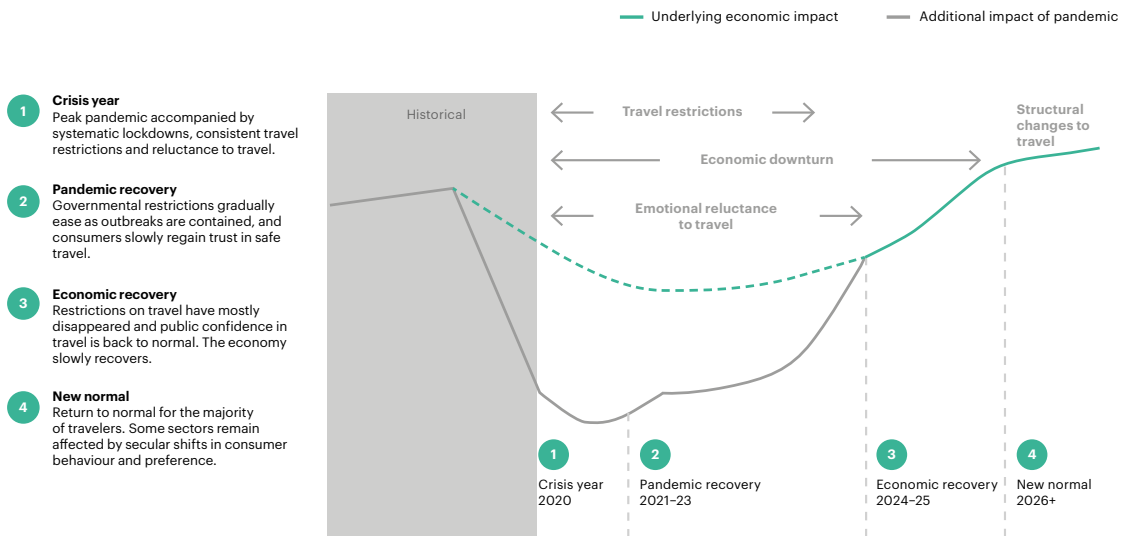 Underlying economic impact
Additional impact of pandemic
1
Crisis year
Peak pandemic accompanied by
systematic lockdowns, consistent travel
restrictions and reluctance to travel.
2
Pandemic recovery
Governmental restrictions gradually
ease as outbreaks are contained, and
consumers slowly regain trust in safe
travel.
3
Economic recovery
Restrictions on travel have mostly
disappeared and public confidence in
travel is back to normal. The economy
slowly recovers.
4
New normal
Return to normal for the majority
of travelers. Some sectors remain
affected by secular shifts in consumer
behaviour and preference.
Historical
Travel restrictions
Economic downturn
Emotional reluctance
to travel
Structural
changes to
travel
1
Crisis year
2020
2
Pandemic recovery
2021–23
3
Economic recovery
2024–25
4
New normal
2026+